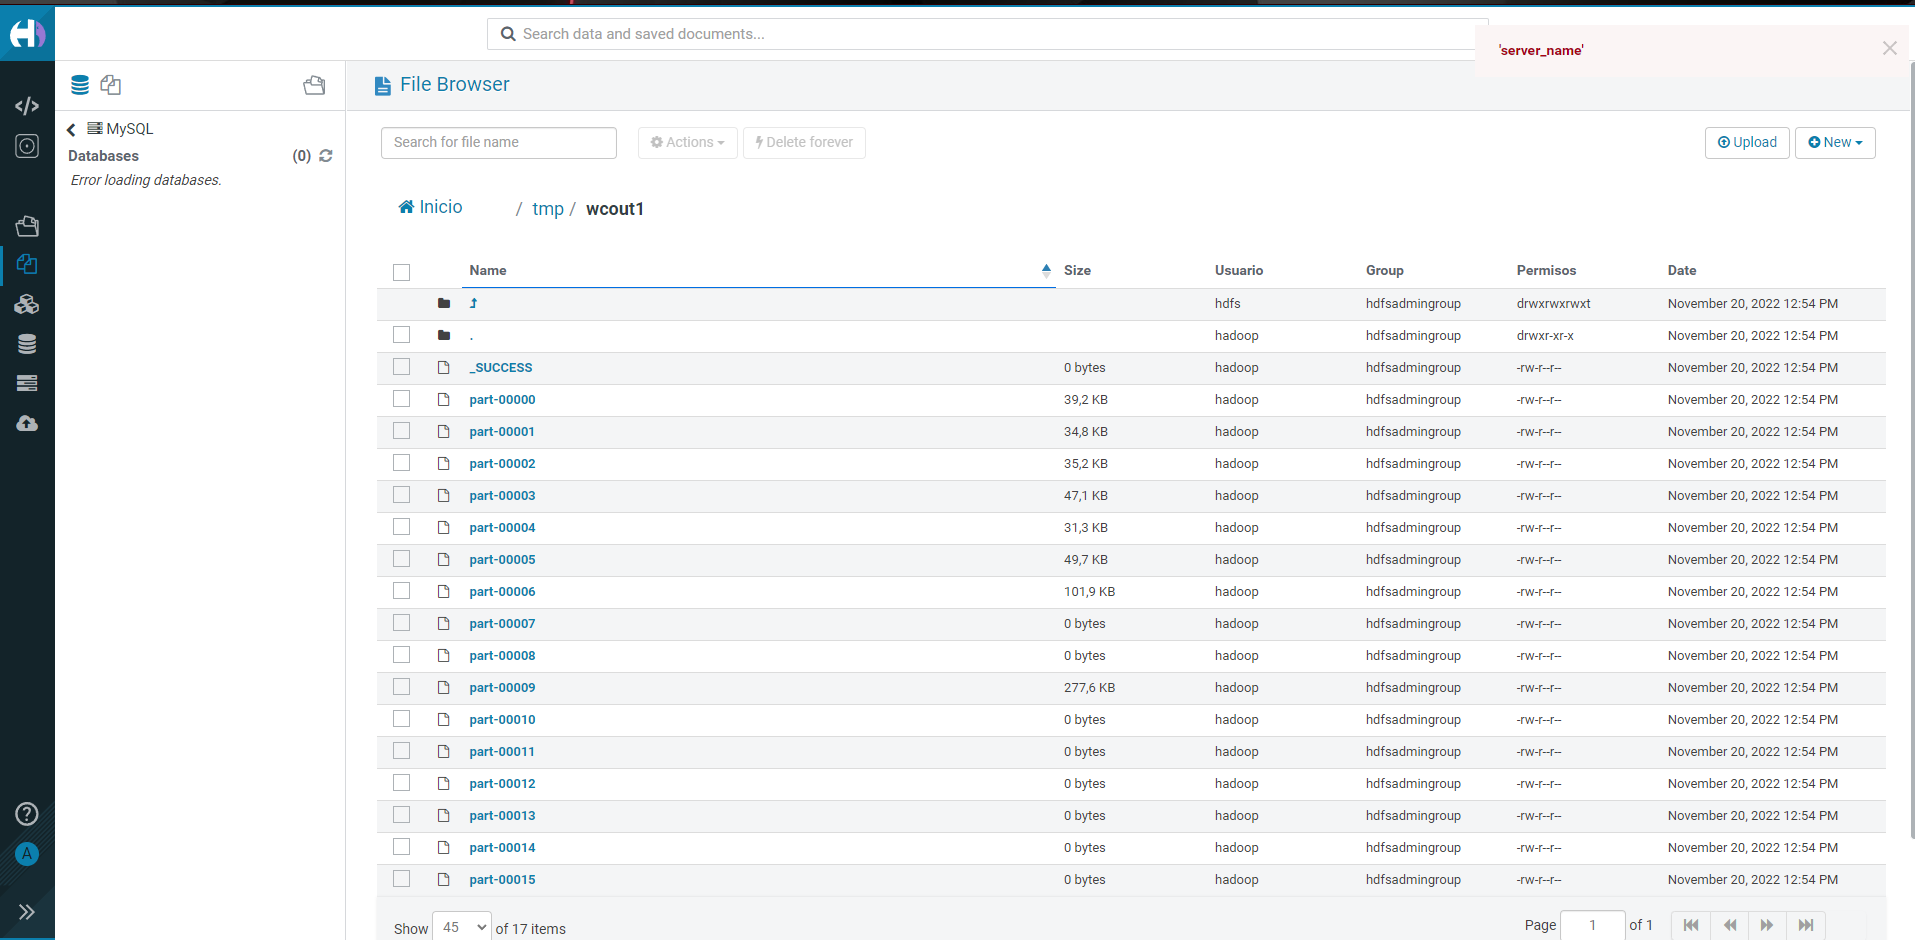 Search data and saved documents...
'server_name'
File Browser
MySQL
Databases (0)
Error loading databases.
Search for file name Actions Delete forever Upload New
Inicio / tmp / wcout1
Name Size Usuario Group Permisos Date
hdfs hdfsadmingroup drwxrwxrwxt November 20, 2022 12:54 PM
. hadoop hdfsadmingroup drwxr-xr-x November 20, 2022 12:54 PM
_SUCCESS 0 bytes hadoop hdfsadmingroup -rw-r--r-- November 20, 2022 12:54 PM
part-00000 39,2 KB hadoop hdfsadmingroup -rw-r--r-- November 20, 2022 12:54 PM
part-00001 34,8 KB hadoop hdfsadmingroup -rw-r--r-- November 20, 2022 12:54 PM
part-00002 35,2 KB hadoop hdfsadmingroup -rw-r--r-- November 20, 2022 12:54 PM
part-00003 47,1 KB hadoop hdfsadmingroup -rw-r--r-- November 20, 2022 12:54 PM
part-00004 31,3 KB hadoop hdfsadmingroup -rw-r--r-- November 20, 2022 12:54 PM
part-00005 49,7 KB hadoop hdfsadmingroup -rw-r--r-- November 20, 2022 12:54 PM
part-00006 101,9 KB hadoop hdfsadmingroup -rw-r--r-- November 20, 2022 12:54 PM
part-00007 0 bytes hadoop hdfsadmingroup -rw-r--r-- November 20, 2022 12:54 PM
part-00008 0 bytes hadoop hdfsadmingroup -rw-r--r-- November 20, 2022 12:54 PM
part-00009 277,6 KB hadoop hdfsadmingroup -rw-r--r-- November 20, 2022 12:54 PM
part-00010 0 bytes hadoop hdfsadmingroup -rw-r--r-- November 20, 2022 12:54 PM
part-00011 0 bytes hadoop hdfsadmingroup -rw-r--r-- November 20, 2022 12:54 PM
part-00012 0 bytes hadoop hdfsadmingroup -rw-r--r-- November 20, 2022 12:54 PM
part-00013 0 bytes hadoop hdfsadmingroup -rw-r--r-- November 20, 2022 12:54 PM
part-00014 0 bytes hadoop hdfsadmingroup -rw-r--r-- November 20, 2022 12:54 PM
part-00015 0 bytes hadoop hdfsadmingroup -rw-r--r-- November 20, 2022 12:54 PM
A
Show 45 of 17 items Page 1 of 1